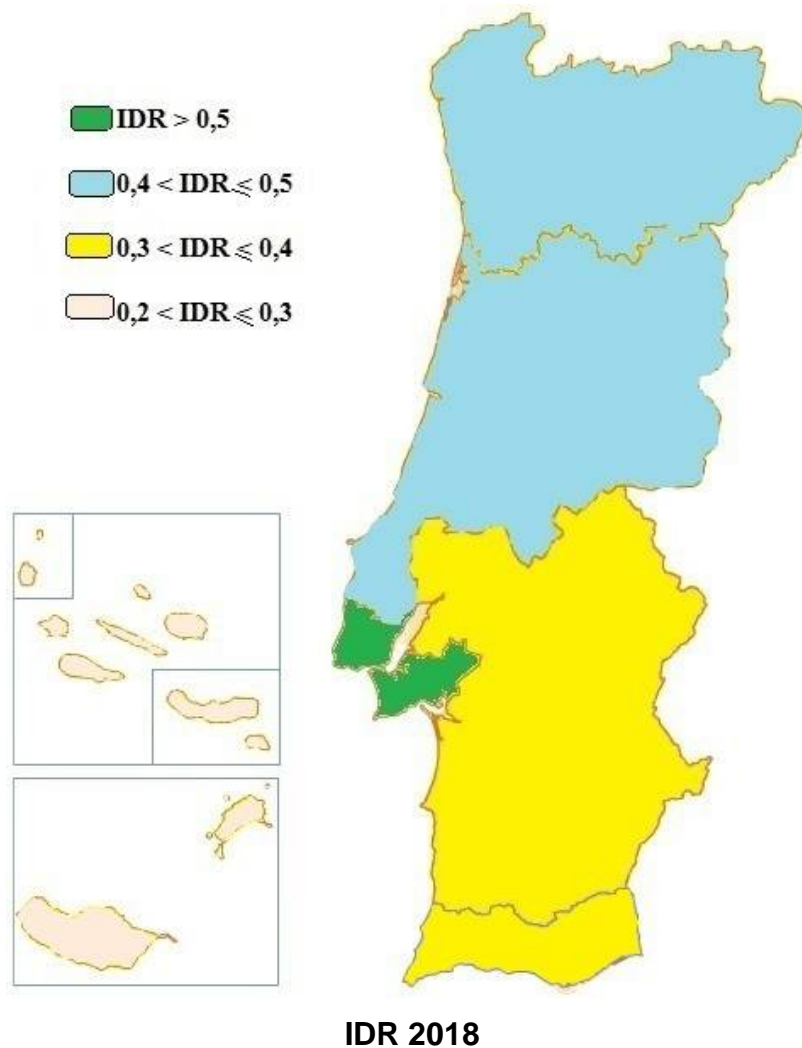 IDR > 0,5
0,4 < IDR ⩽ 0,5
0,3 < IDR ⩽ 0,4
0,2 < IDR ⩽ 0,3
IDR 2018